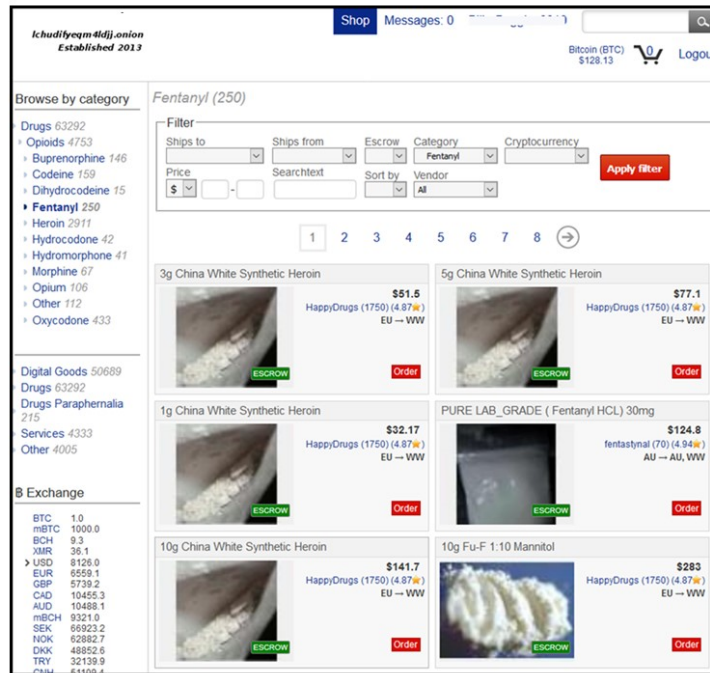 lchudifyeqm4ldjj.onion
Established 2013
Shop Messages: 0
Bitcoin (BTC)
$128.13
0
Logou
Browse by category
Drugs 63292
Opioids 4753
Buprenorphine 146
Codeine 159
Dihydrocodeine 15
Fentanyl 250
Heroin 2911
Hydrocodone 42
Hydromorphone 41
Morphine 67
Opium 106
Other 112
Oxycodone 433
Digital Goods 50689
Drugs 63292
Drugs Paraphernalia
215
Services 4333
Other 4005
฿ Exchange
BTC 1.0
mBTC 1000.0
BCH 9.3
XMR 36.1
USD 8126.0
EUR 6559.1
GBP 5739.2
CAD 10455.3
AUD 10488.1
mBCH 9321.0
SEK 66923.2
NOK 62882.7
DKK 48852.6
TRY 32139.9
Fentanyl (250)
Filter
Ships to Ships from Escrow Category Cryptocurrency
Fentanyl
Apply filter
Price Searchtext Sort by Vendor
$ - All
1 2 3 4 5 6 7 8
3g China White Synthetic Heroin
$51.5
HappyDrugs (1750) (4.87★)
EU → WW
ESCROW Order
5g China White Synthetic Heroin
$77.1
HappyDrugs (1750) (4.87★)
EU → WW
ESCROW Order
1g China White Synthetic Heroin
$32.17
HappyDrugs (1750) (4.87★)
EU → WW
ESCROW Order
PURE LAB_GRADE ( Fentanyl HCL) 30mg
$124.8
fentastynal (70) (4.94★)
AU → AU, WW
ESCROW Order
10g China White Synthetic Heroin
$141.7
HappyDrugs (1750) (4.87★)
EU → WW
ESCROW Order
10g Fu-F 1:10 Mannitol
$283
HappyDrugs (1750) (4.87★)
EU → WW
ESCROW Order